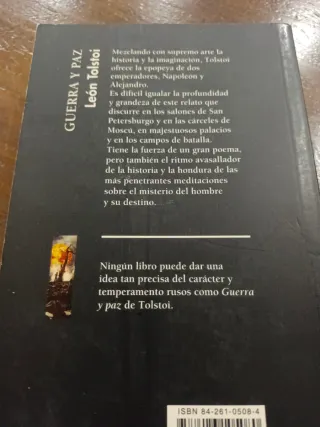 GUERRA Y PAZ
León Tolstoi
Mezclando con supremo arte la
historia y la imaginación, Tolstoi
ofrece la epopeya de dos
emperadores, Napoleón y
Alejandro.
Es difícil igualar la profundidad
y grandeza de este relato que
discurre en los salones de San
Petersburgo y en las cárceles de
Moscú, en majestuosos palacios
y en los campos de batalla.
Tiene la fuerza de un gran poema,
pero también el ritmo avasallador
de la historia y la hondura de las
más penetrantes meditaciones
sobre el misterio del hombre
y su destino.
Ningún libro puede dar una
idea tan precisa del carácter y
temperamento rusos como Guerra
y paz de Tolstoi.
ISBN 84-261-0508-4